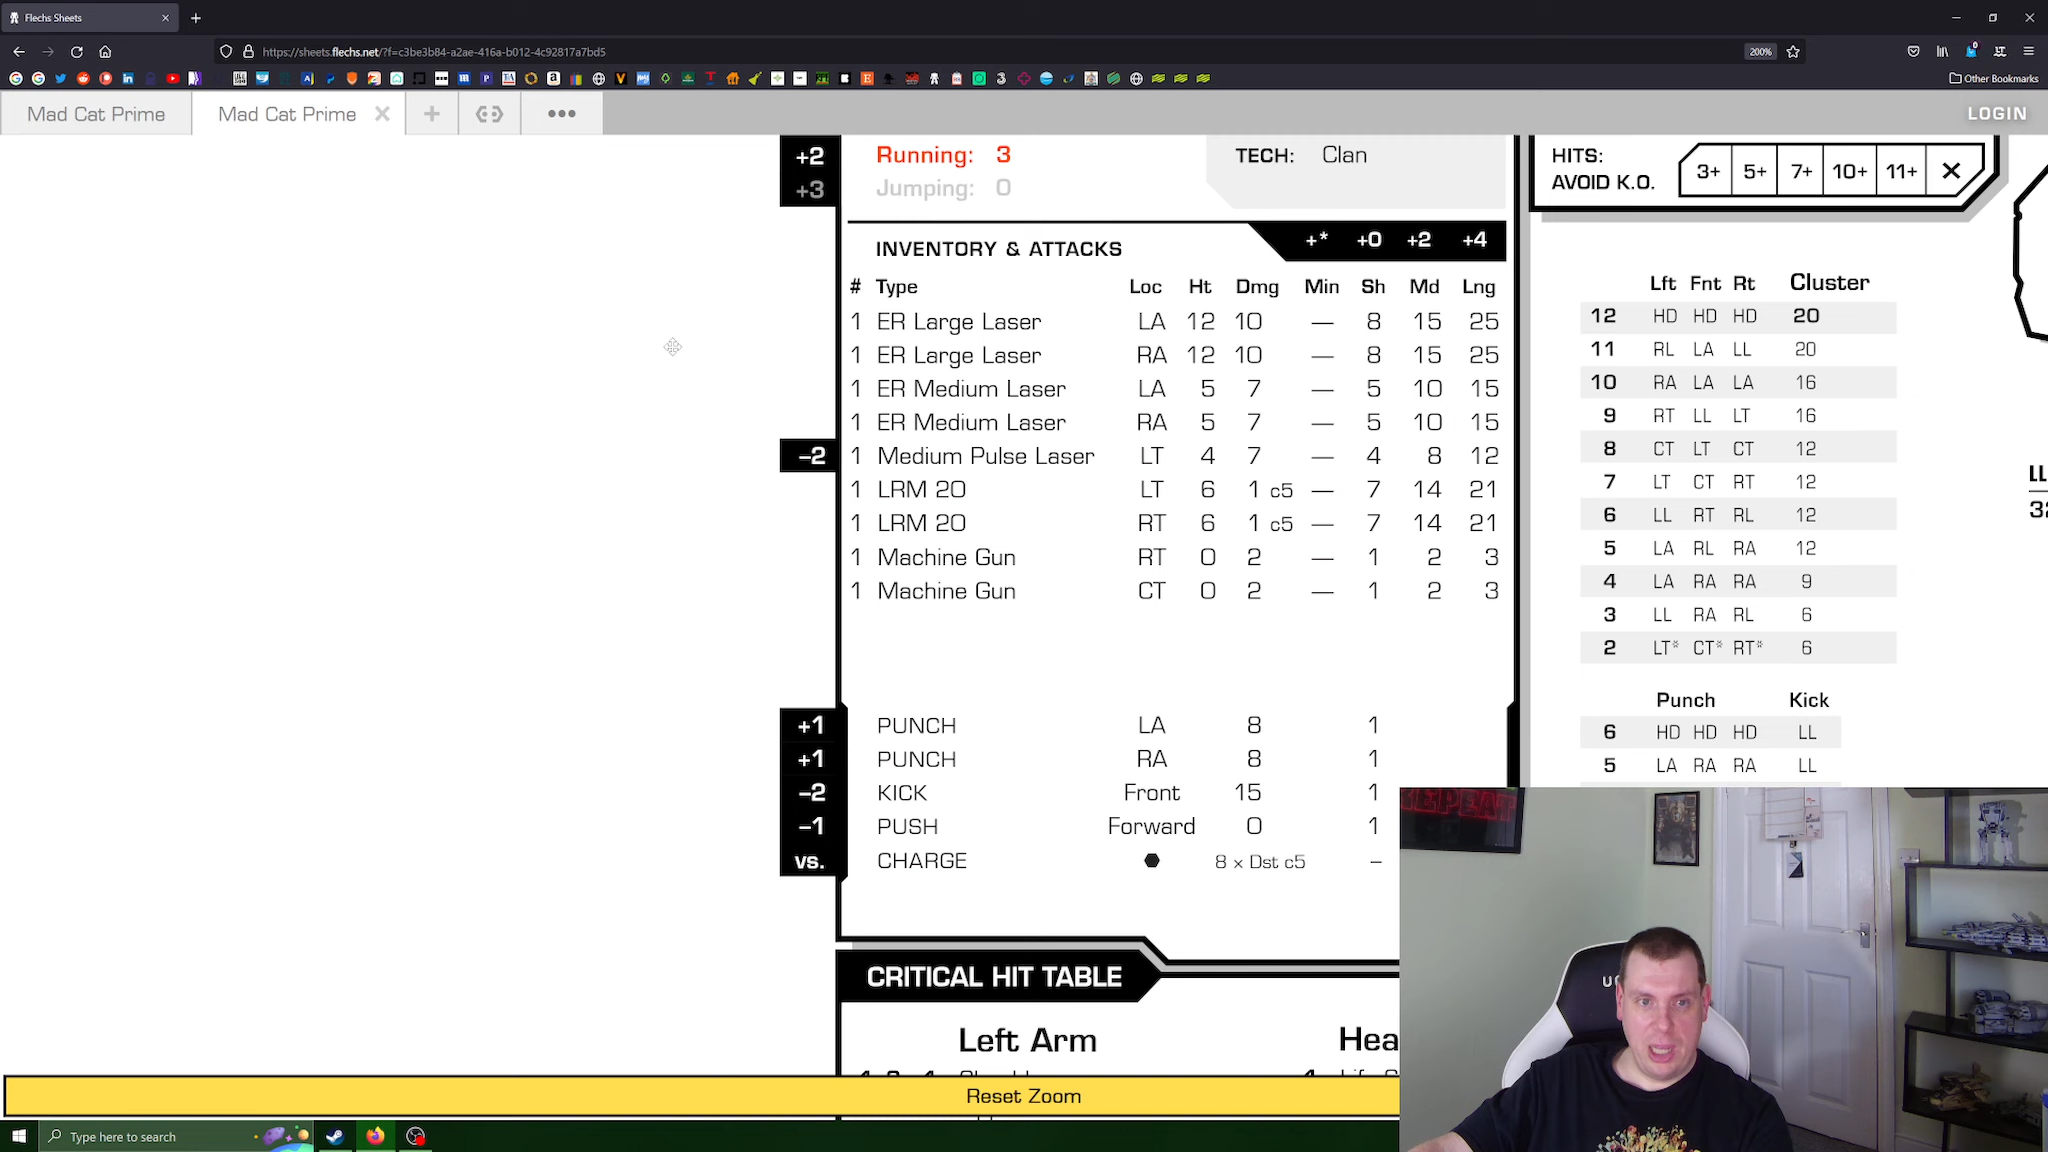 Flechs Sheets
https://sheets.flechs.net/?f=c3be3b84-a2ae-416a-b012-4c92817a7bd5
200%
Other Bookmarks
Mad Cat Prime
Mad Cat Prime
LOGIN
+2 Running: 3
+3 Jumping: 0
TECH: Clan
HITS: 3+ 5+ 7+ 10+ 11+
AVOID K.O.
INVENTORY & ATTACKS +* +0 +2 +4
# Type Loc Ht Dmg Min Sh Md Lng
1 ER Large Laser LA 12 10 — 8 15 25
1 ER Large Laser RA 12 10 — 8 15 25
1 ER Medium Laser LA 5 7 — 5 10 15
1 ER Medium Laser RA 5 7 — 5 10 15
-2 1 Medium Pulse Laser LT 4 7 — 4 8 12
1 LRM 20 LT 6 1 c5 — 7 14 21
1 LRM 20 RT 6 1 c5 — 7 14 21
1 Machine Gun RT 0 2 — 1 2 3
1 Machine Gun CT 0 2 — 1 2 3
+1 PUNCH LA 8 1
+1 PUNCH RA 8 1
-2 KICK Front 15 1
-1 PUSH Forward 0 1
vs. CHARGE 8 x Dst c5 –
Lft Fnt Rt Cluster
12 HD HD HD 20
11 RL LA LL 20
10 RA LA LA 16
9 RT LL LT 16
8 CT LT CT 12
7 LT CT RT 12
6 LL RT RL 12
5 LA RL RA 12
4 LA RA RA 9
3 LL RA RL 6
2 LT* CT* RT* 6
Punch Kick
6 HD HD HD LL
5 LA RA RA LL
LL
CRITICAL HIT TABLE
Left Arm
Hea
Reset Zoom
REPEAT
Type here to search